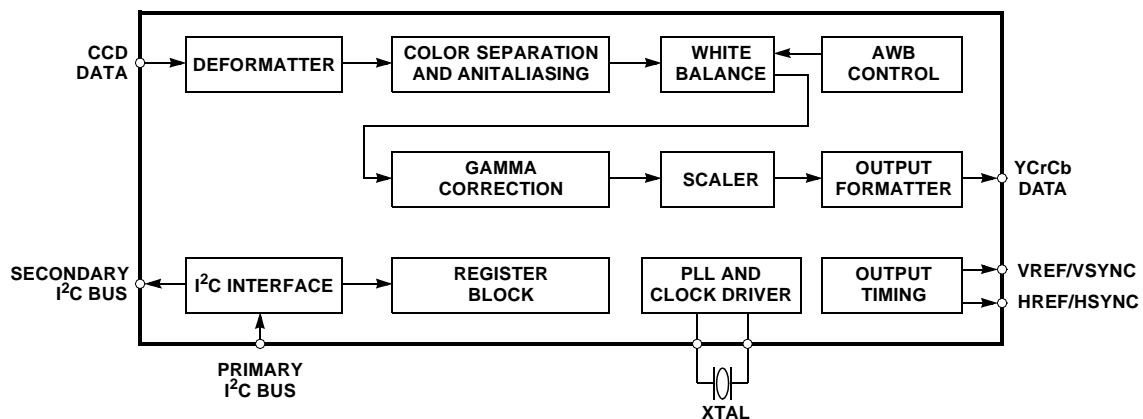 CCD
DATA
DEFORMATTER
COLOR SEPARATION
AND ANITALIASING
WHITE
BALANCE
AWB
CONTROL
GAMMA
CORRECTION
SCALER
OUTPUT
FORMATTER
YCrCb
DATA
SECONDARY
I²C BUS
I²C INTERFACE
REGISTER
BLOCK
PLL AND
CLOCK DRIVER
OUTPUT
TIMING
VREF/VSYNC
HREF/HSYNC
PRIMARY
I²C BUS
XTAL